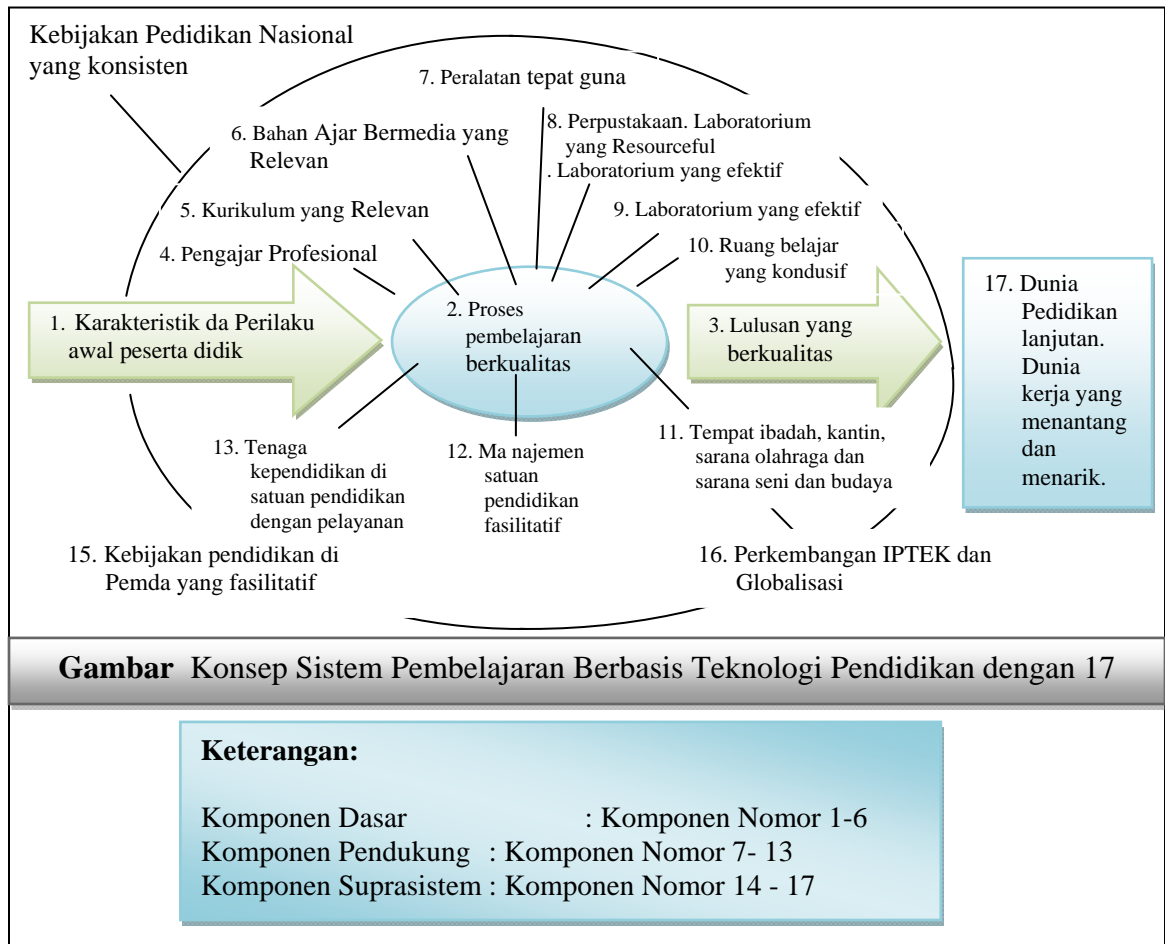 Kebijakan Pedidikan Nasional
yang konsisten
7. Peralatan tepat guna
6. Bahan Ajar Bermedia yang
Relevan
8. Perpustakaan. Laboratorium
yang Resourceful
. Laboratorium yang efektif
5. Kurikulum yang Relevan
9. Laboratorium yang efektif
4. Pengajar Profesional
10. Ruang belajar
yang kondusif
1. Karakteristik da Perilaku
awal peserta didik
2. Proses
pembelajaran
berkualitas
3. Lulusan yang
berkualitas
17. Dunia
Pedidikan
lanjutan.
Dunia
kerja yang
menantang
dan
menarik.
13. Tenaga
kependidikan di
satuan pendidikan
dengan pelayanan
12. Ma najemen
satuan
pendidikan
fasilitatif
11. Tempat ibadah, kantin,
sarana olahraga dan
sarana seni dan budaya
15. Kebijakan pendidikan di
Pemda yang fasilitatif
16. Perkembangan IPTEK dan
Globalisasi
Gambar Konsep Sistem Pembelajaran Berbasis Teknologi Pendidikan dengan 17
Keterangan:
Komponen Dasar : Komponen Nomor 1-6
Komponen Pendukung : Komponen Nomor 7- 13
Komponen Suprasistem : Komponen Nomor 14 - 17